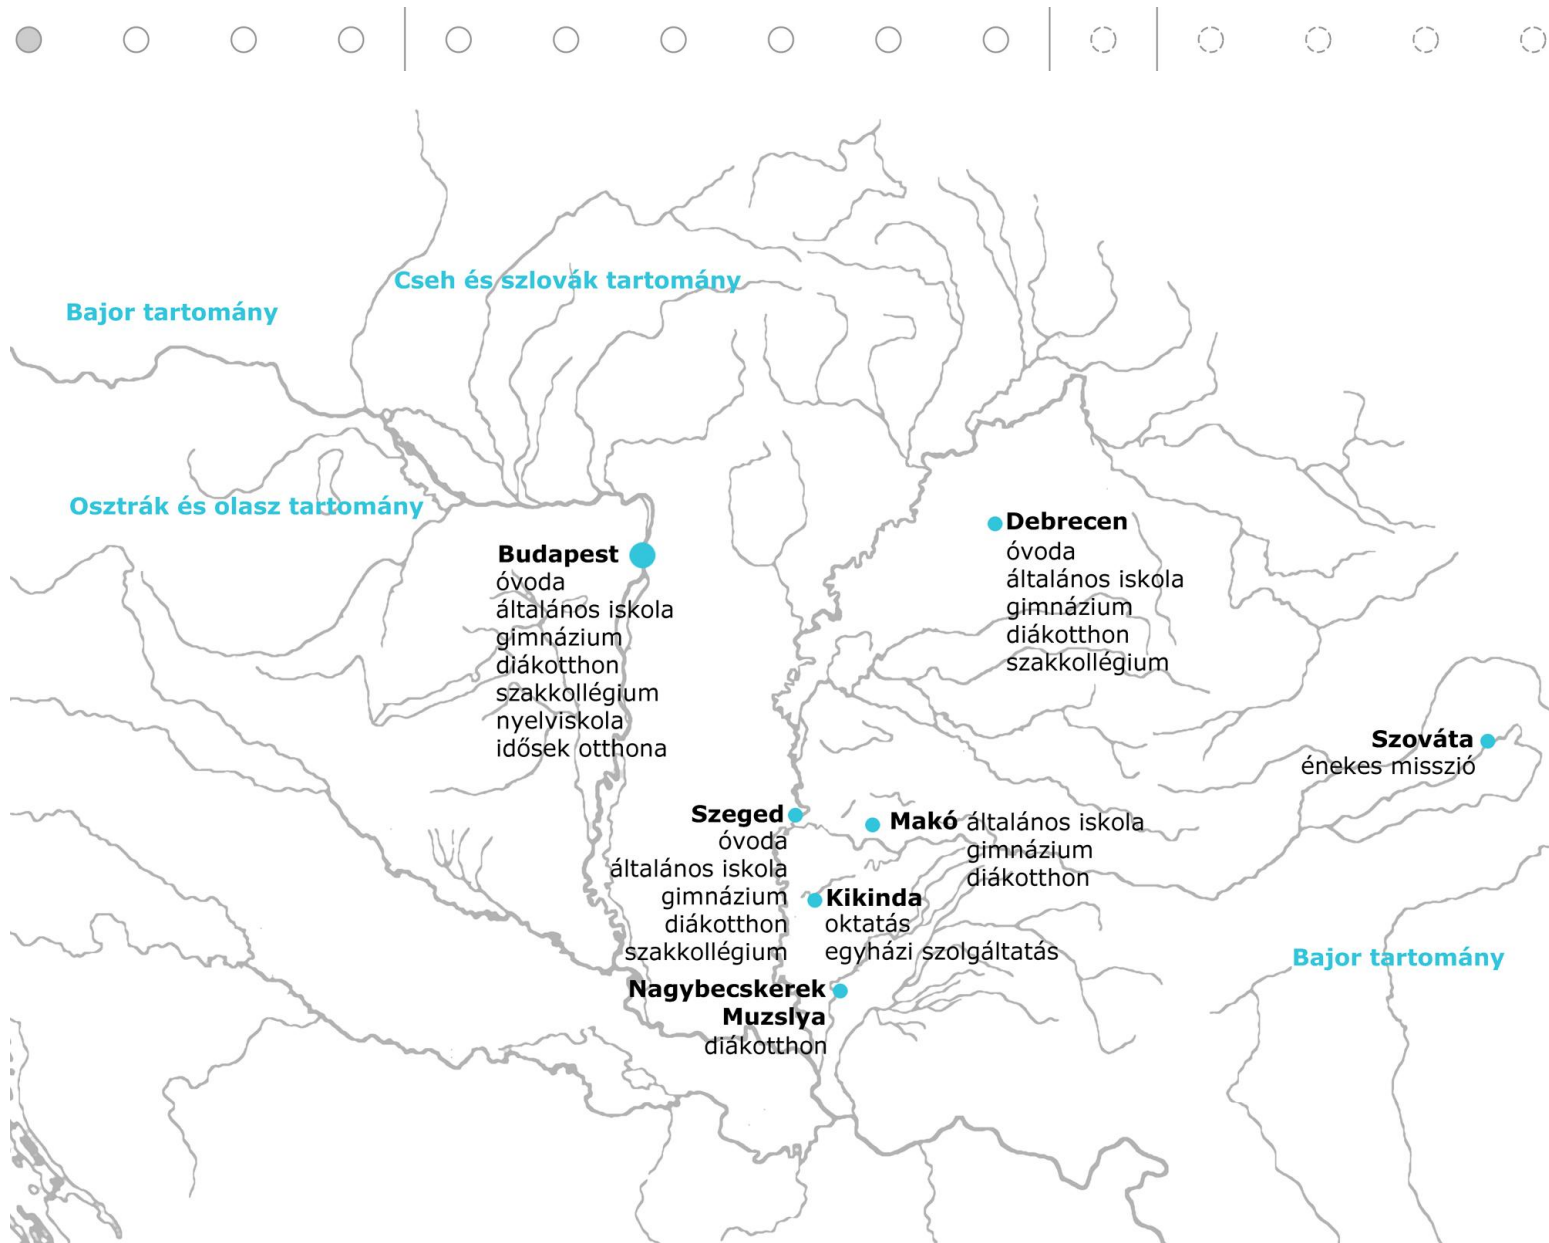 Cseh és szlovák tartomány
Bajor tartomány
Osztrák és olasz tartomány
Budapest
óvoda
általános iskola
gimnázium
diákotthon
szakkollégium
nyelviskola
idősek otthona
Debrecen
óvoda
általános iskola
gimnázium
diákotthon
szakkollégium
Szováta
énekes misszió
Szeged
óvoda
általános iskola
gimnázium
diákotthon
szakkollégium
Makó általános iskola
gimnázium
diákotthon
Kikinda
oktatás
egyházi szolgáltatás
Bajor tartomány
Nagybecskerek
Muzslya
diákotthon